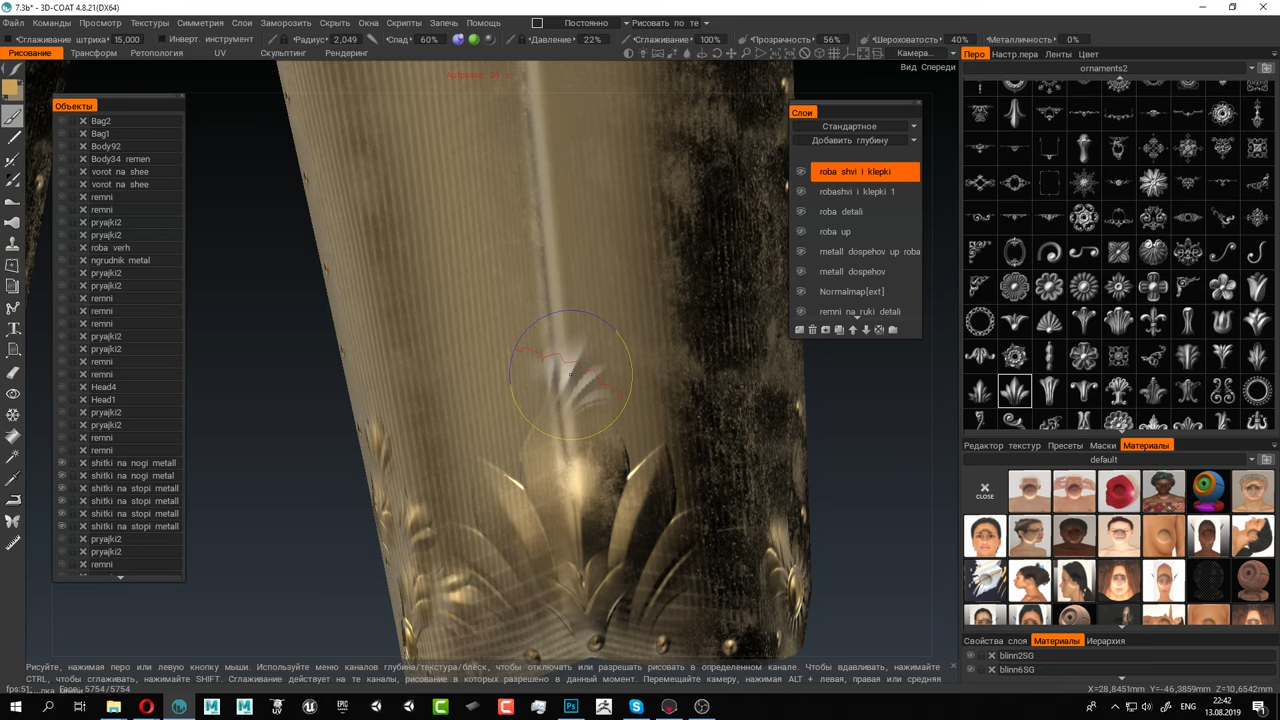 7.3b* - 3D-COAT 4.8.21(DX64)
Файл Команды Просмотр Текстуры Симметрия Слои Заморозить Скрыть Окна Скрипты Запечь Помощь Постоянно Рисовать по те
Сглаживание штриха 15,000 Инверт. инструмент Радиус 2,049 Спад 60% Давление 22% Сглаживание 100% Прозрачность 56% Шероховатость 40% Металличность 0%
Рисование Трансформ Ретопология UV Скульптинг Рендеринг Камера... Перо Настр.пера Ленты Цвет
Вид Спереди
ornaments2
Autosave
Объекты
Bag2
Bag1
Body92
Body34 remen
vorot na shee
vorot na shee
remni
remni
pryajki2
pryajki2
roba verh
ngrudnik metal
pryajki2
pryajki2
remni
remni
remni
pryajki2
pryajki2
remni
remni
Head4
Head1
pryajki2
pryajki2
remni
remni
shitki na nogi metall
shitki na nogi metal
shitki na stopi metall
shitki na stopi metall
shitki na stopi metall
shitki na stopi metall
pryajki2
pryajki2
remni
Слои
Стандартное
Добавить глубину
roba shvi i klepki
robashvi i klepki 1
roba detali
roba up
metall dospehov up roba
metall dospehov
Normalmap[ext]
remni na ruki detali
Редактор текстур Пресеты Маски Материалы
default
CLOSE
Свойства слоя Материалы Иерархия
blinn2SG
blinn6SG
Рисуйте, нажимая перо или левую кнопку мыши. Используйте меню каналов глубина/текстура/блеск, чтобы отключить или разрешать рисовать в определенном канале. Чтобы вдавливать, нажимайте
CTRL, чтобы сглаживать, нажимайте SHIFT. Сглаживание действует на те каналы, рисование в которых разрешено в данный момент. Перемещайте камеру, нажимая ALT + левая, правая или средняя
fps:51,
5754/5754
X=28,8451mm Y=-46,3859mm Z=10,6542mm
ENG
22:42
13.08.2019